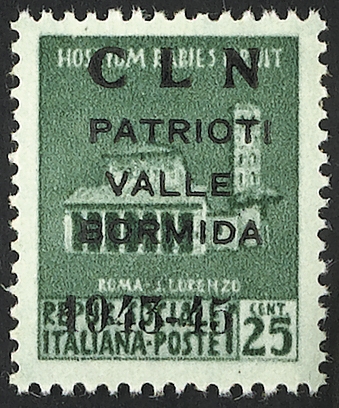 HOSTIUM RABIES DIRUIT
C L N
PATRIOTI
VALLE
BORMIDA
ROMA - S. LORENZO
1943-45
REPUBBLICA SOCIALE
ITALIANA-POSTE
CENT.
25